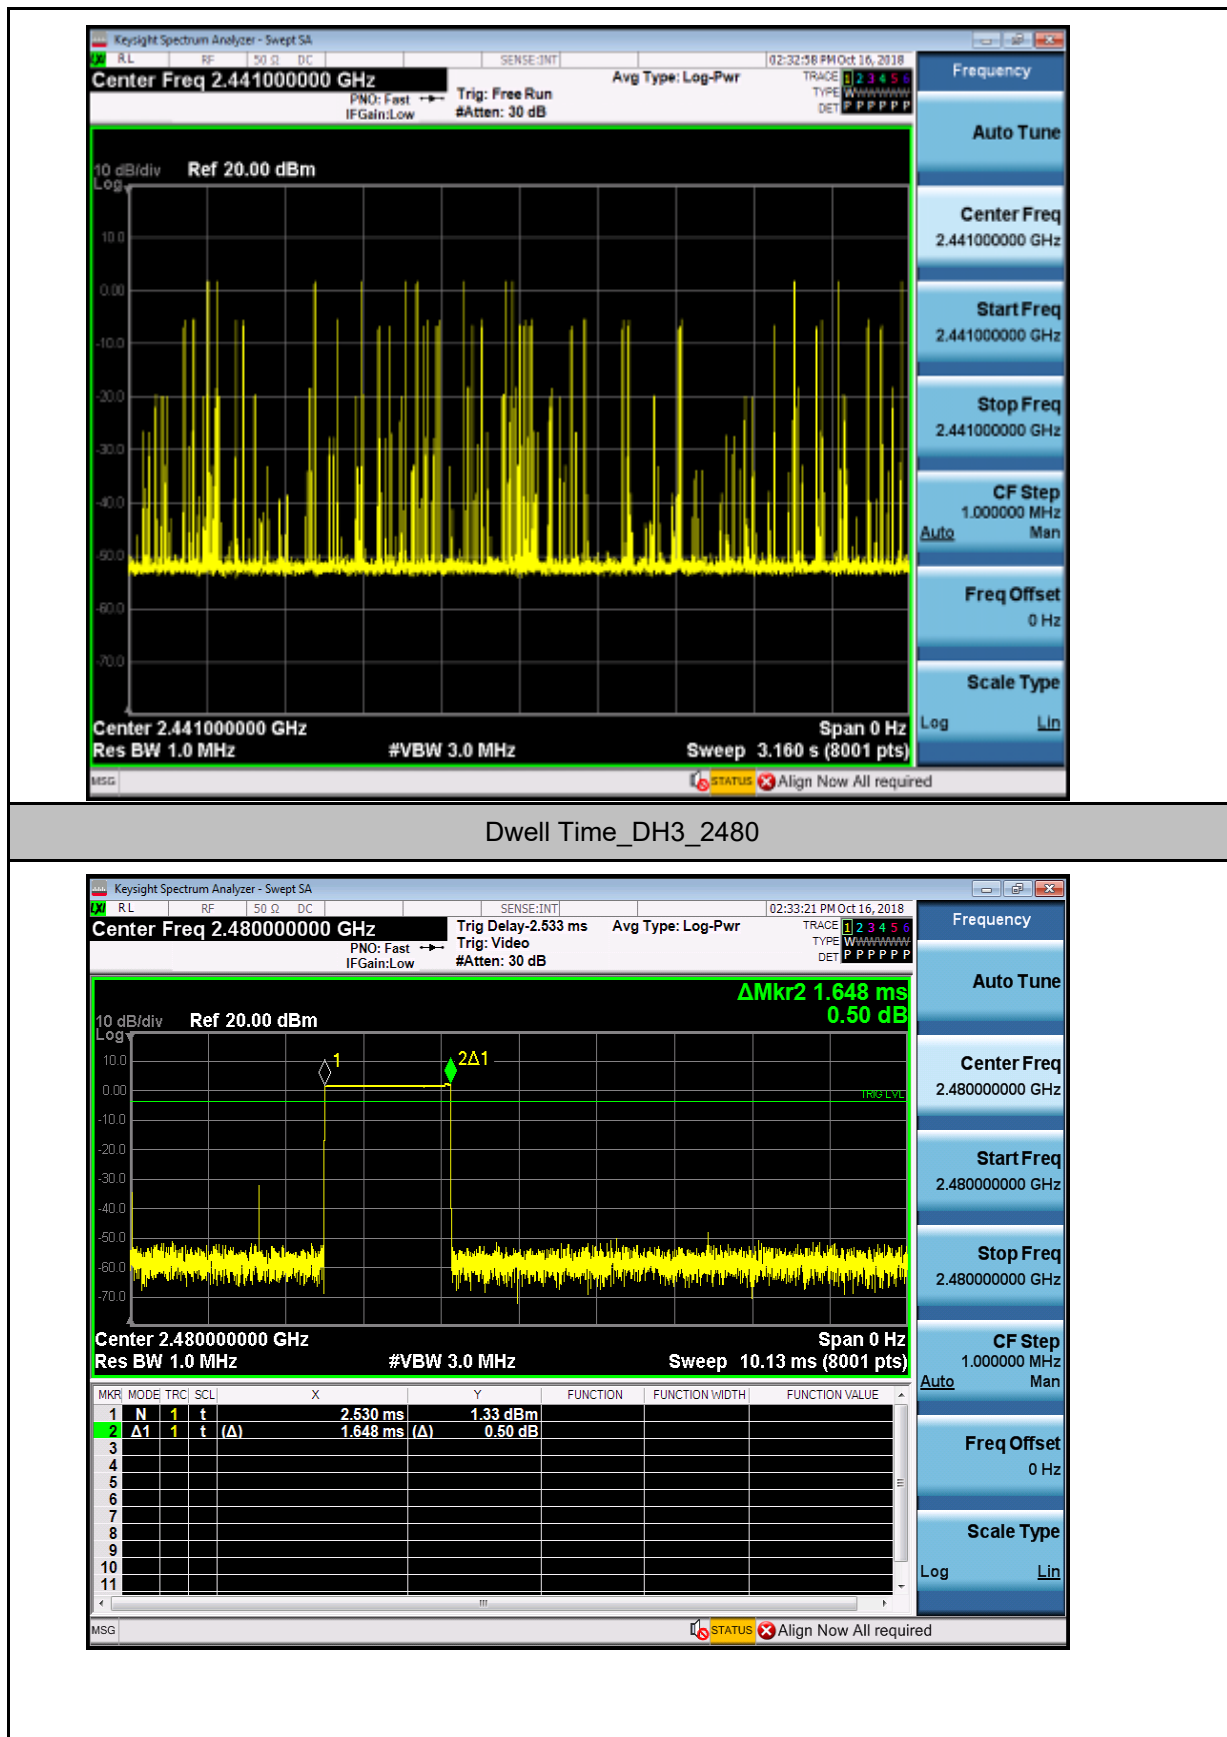 Keysight Spectrum Analyzer - Swept SA
LXI RL RF 50 Ω DC SENSE:INT 02:32:58 PM Oct 16, 2018
Center Freq 2.441000000 GHz
PNO: Fast
IFGain:Low
Trig: Free Run
#Atten: 30 dB
Avg Type: Log-Pwr
TRACE 1 2 3 4 5 6
TYPE WWWWWW
DET P P P P P P
10 dB/div Ref 20.00 dBm
Log
10.0
0.00
-10.0
-20.0
-30.0
-40.0
-50.0
-60.0
-70.0
Center 2.441000000 GHz Span 0 Hz
Res BW 1.0 MHz #VBW 3.0 MHz Sweep 3.160 s (8001 pts)
MSG STATUS Align Now All required
Frequency
Auto Tune
Center Freq
2.441000000 GHz
Start Freq
2.441000000 GHz
Stop Freq
2.441000000 GHz
CF Step
1.000000 MHz
Auto Man
Freq Offset
0 Hz
Scale Type
Log Lin
Dwell Time_DH3_2480
Keysight Spectrum Analyzer - Swept SA
LXI RL RF 50 Ω DC SENSE:INT 02:33:21 PM Oct 16, 2018
Center Freq 2.480000000 GHz
PNO: Fast
IFGain:Low
Trig Delay-2.533 ms
Trig: Video
#Atten: 30 dB
Avg Type: Log-Pwr
TRACE 1 2 3 4 5 6
TYPE WWWWWW
DET P P P P P P
ΔMkr2 1.648 ms
0.50 dB
10 dB/div Ref 20.00 dBm
Log
10.0
0.00
-10.0
-20.0
-30.0
-40.0
-50.0
-60.0
-70.0
1
2Δ1
TRIG LVL
Center 2.480000000 GHz Span 0 Hz
Res BW 1.0 MHz #VBW 3.0 MHz Sweep 10.13 ms (8001 pts)
MKR MODE TRC SCL X Y FUNCTION FUNCTION WIDTH FUNCTION VALUE
1 N 1 t 2.530 ms 1.33 dBm
2 Δ1 1 t (Δ) 1.648 ms (Δ) 0.50 dB
3
4
5
6
7
8
9
10
11
MSG STATUS Align Now All required
Frequency
Auto Tune
Center Freq
2.480000000 GHz
Start Freq
2.480000000 GHz
Stop Freq
2.480000000 GHz
CF Step
1.000000 MHz
Auto Man
Freq Offset
0 Hz
Scale Type
Log Lin